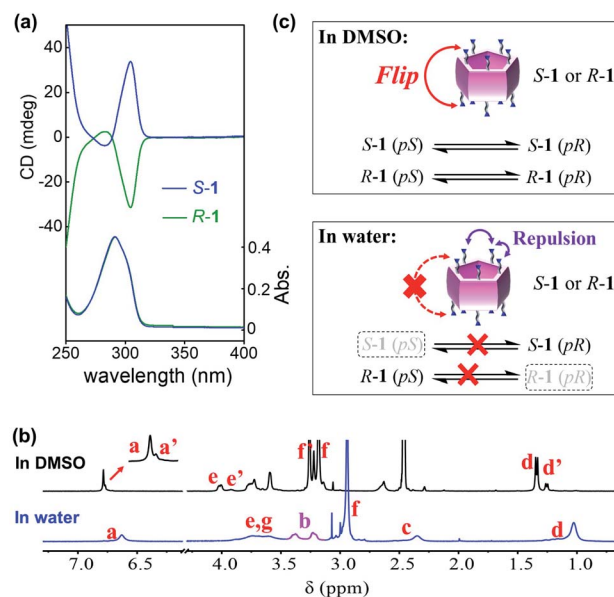 (a)
CD (mdeg)
50
40
20
0
-20
-40
S-1
R-1
0.4
0.2
0
Abs.
250 300 350 400
wavelength (nm)
(c)
In DMSO:
Flip
S-1 or R-1
S-1 (pS) S-1 (pR)
R-1 (pS) R-1 (pR)
In water:
Repulsion
S-1 or R-1
S-1 (pS) S-1 (pR)
R-1 (pS) R-1 (pR)
(b)
In DMSO
a a'
e e' f' f d d'
In water
a e,g b f c d
7.0 6.5 4.0 3.5 3.0 2.5 2.0 1.5 1.0
δ (ppm)